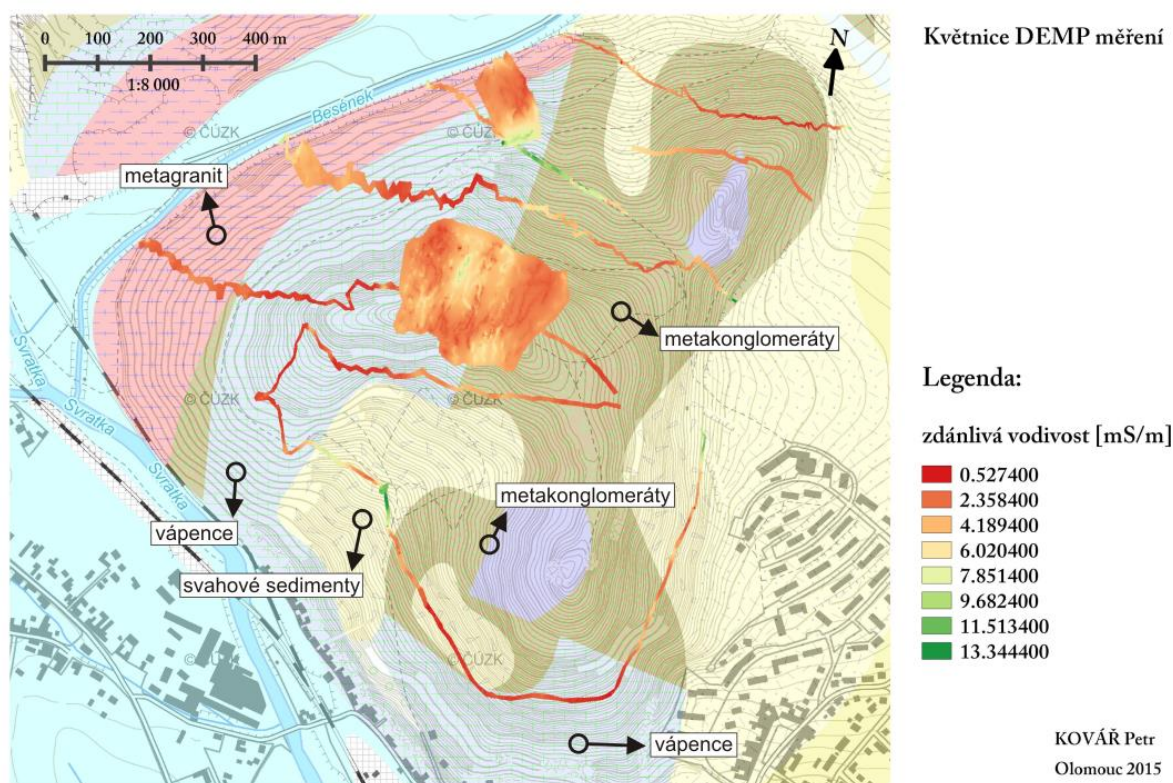 Květnice DEMP měření
0 100 200 300 400 m
1:8 000
N
Besének
© ČÚZK
© ČÚZK
metagranit
metakonglomeráty
Svratka
Svratka
Svratka
© ČÚZK
© ČÚZK
metakonglomeráty
vápence
svahové sedimenty
© ČÚZK
© ČÚZK
vápence
Legenda:
zdánlivá vodivost [mS/m]
0.527400
2.358400
4.189400
6.020400
7.851400
9.682400
11.513400
13.344400
KOVÁŘ Petr
Olomouc 2015